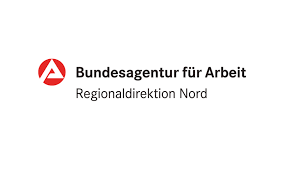 Bundesagentur für Arbeit
Regionaldirektion Nord